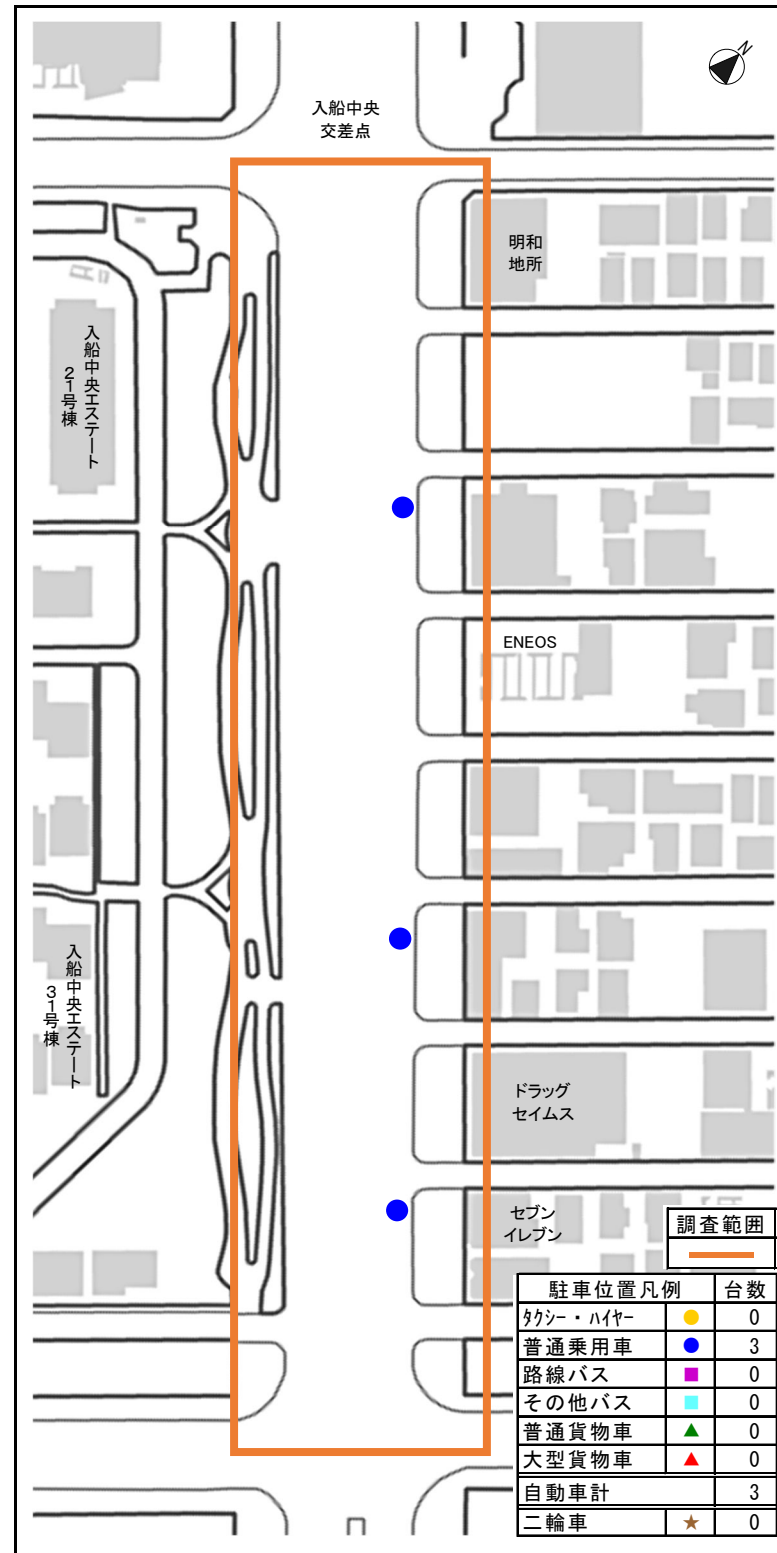 N
入船中央
交差点
明和
地所
入船中央エステート
21号棟
ENEOS
入船中央エステート
31号棟
ドラッグ
セイムス
セブン
イレブン
調査範囲
駐車位置凡例 台数
ﾀｸｼｰ・ﾊｲﾔｰ 0
普通乗用車 3
路線バス 0
その他バス 0
普通貨物車 0
大型貨物車 0
自動車計 3
二輪車 0